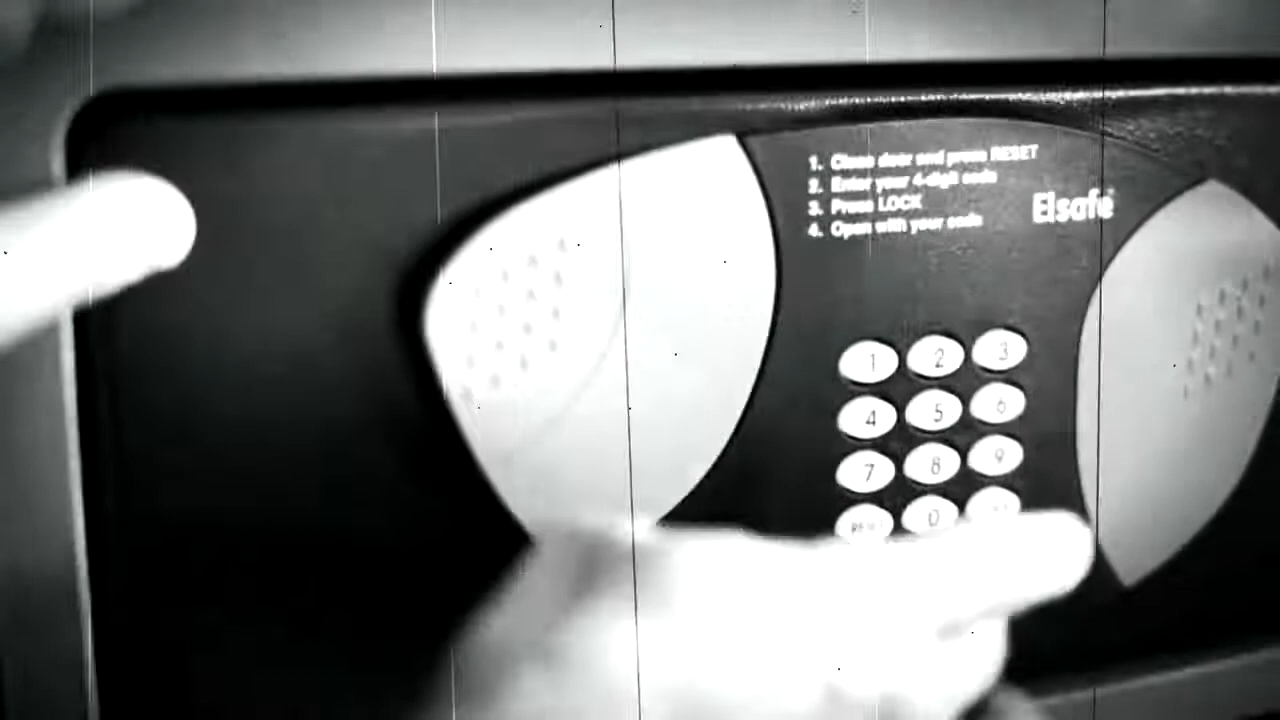 1. Close door and press RESET
2. Enter your 4-digit code
3. Press LOCK
4. Open with your code
Elsafe
1 2 3
4 5 6
7 8 9
0